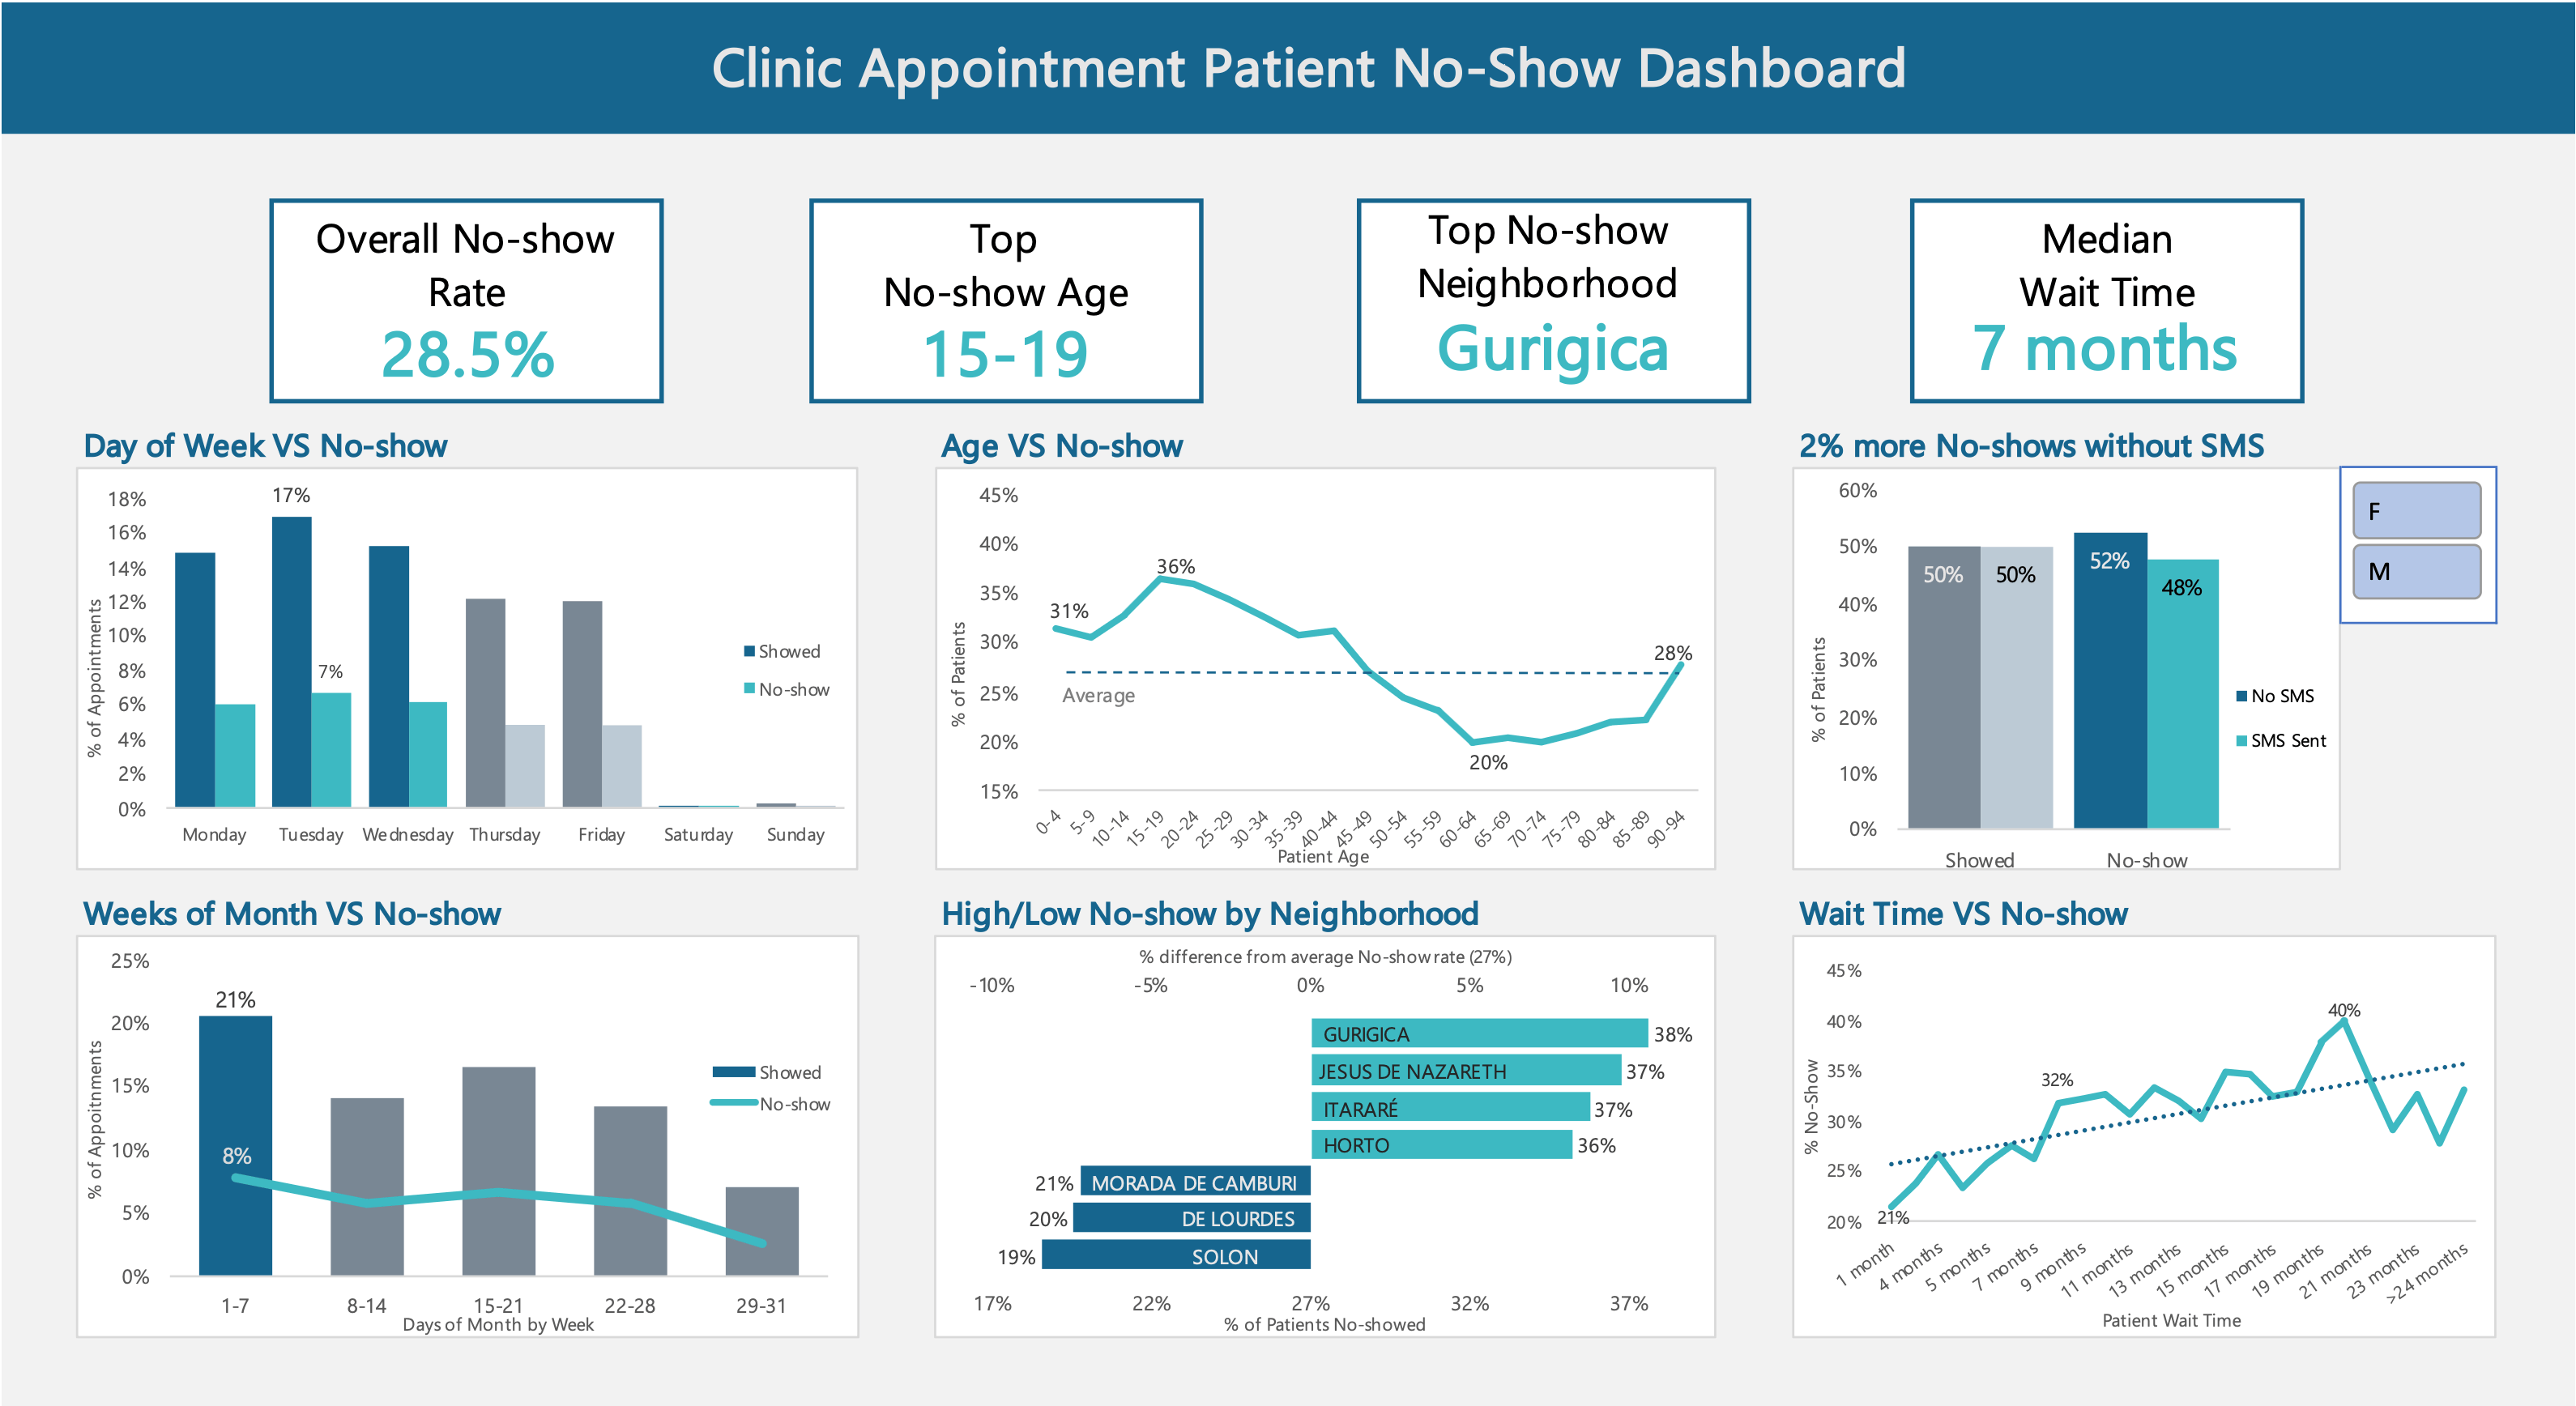 Clinic Appointment Patient No-Show Dashboard
Overall No-show
Rate
28.5%
Top
No-show Age
15-19
Top No-show
Neighborhood
Gurigica
Median
Wait Time
7 months
Day of Week VS No-show
18%
16%
14%
12%
10%
8%
6%
4%
2%
0%
% of Appointments
17%
7%
Showed
No-show
Monday
Tuesday
Wednesday
Thursday
Friday
Saturday
Sunday
Age VS No-show
45%
40%
35%
30%
25%
20%
15%
% of Patients
31%
36%
28%
20%
Average
0-4
5-9
10-14
15-19
20-24
25-29
30-34
35-39
40-44
45-49
50-54
55-59
60-64
65-69
70-74
75-79
80-84
85-89
90-94
Patient Age
2% more No-shows without SMS
60%
50%
40%
30%
20%
10%
0%
% of Patients
50%
50%
52%
48%
No SMS
SMS Sent
Showed
No-show
F
M
Weeks of Month VS No-show
25%
20%
15%
10%
5%
0%
% of Appoitnments
21%
8%
Showed
No-show
1-7
8-14
15-21
22-28
29-31
Days of Month by Week
High/Low No-show by Neighborhood
% difference from average No-show rate (27%)
-10%
-5%
0%
5%
10%
GURIGICA
38%
JESUS DE NAZARETH
37%
ITARARÉ
37%
HORTO
36%
21%
MORADA DE CAMBURI
20%
DE LOURDES
19%
SOLON
17%
22%
27%
32%
37%
% of Patients No-showed
Wait Time VS No-show
45%
40%
35%
30%
25%
20%
% No-Show
21%
32%
40%
1 month
4 months
5 months
7 months
9 months
11 months
13 months
15 months
17 months
19 months
21 months
23 months
>24 months
Patient Wait Time